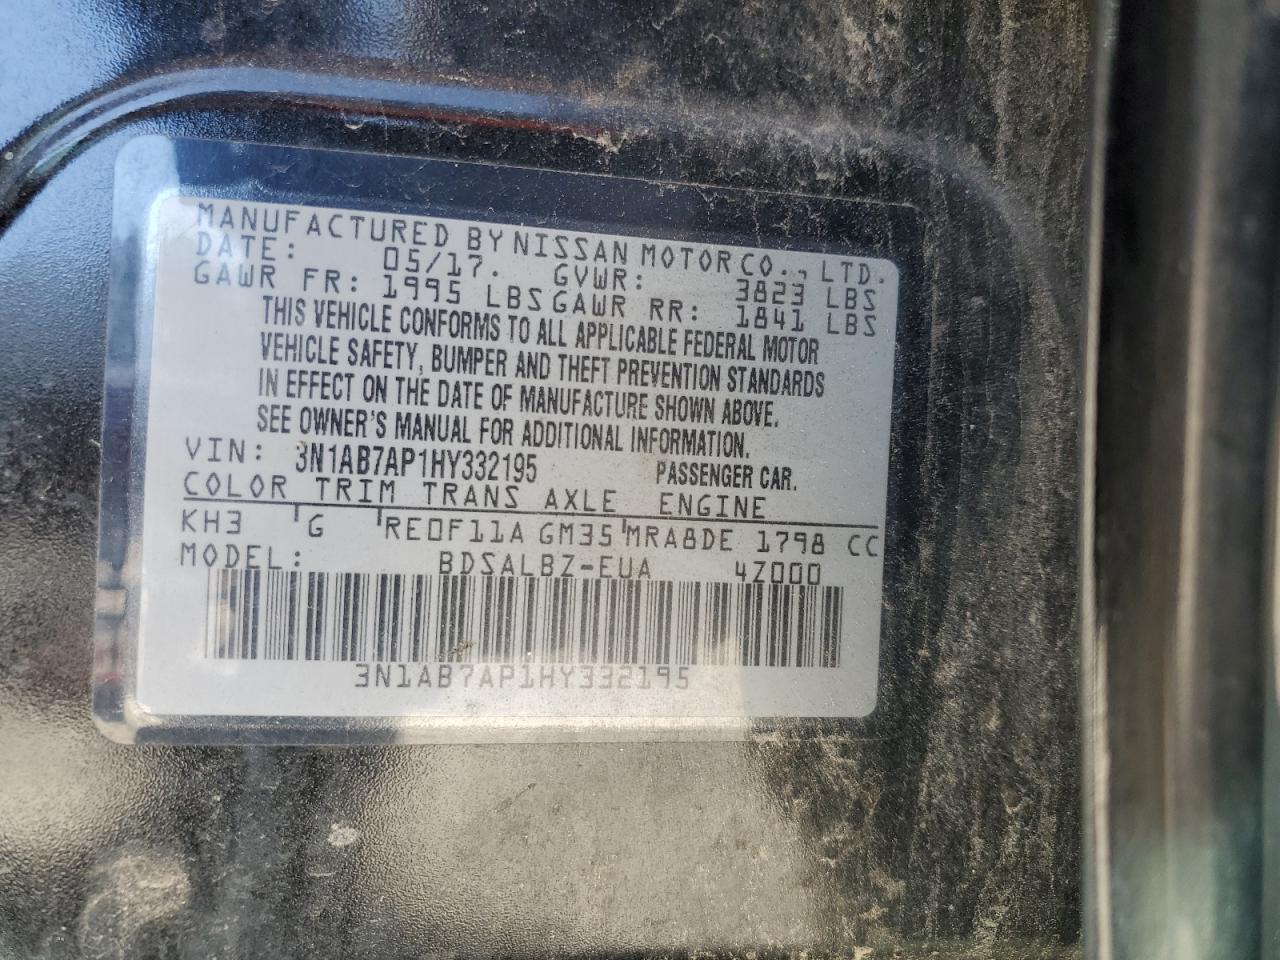 MANUFACTURED BY NISSAN MOTOR CO., LTD.
DATE: 05/17. GVWR: 3823 LBS
GAWR FR: 1995 LBS GAWR RR: 1841 LBS
THIS VEHICLE CONFORMS TO ALL APPLICABLE FEDERAL MOTOR
VEHICLE SAFETY, BUMPER AND THEFT PREVENTION STANDARDS
IN EFFECT ON THE DATE OF MANUFACTURE SHOWN ABOVE.
SEE OWNER'S MANUAL FOR ADDITIONAL INFORMATION.
VIN: 3N1AB7AP1HY332195 PASSENGER CAR.
COLOR TRIM TRANS AXLE ENGINE
KH3 G RE0F11A GM35 MRA8DE 1798 CC
MODEL: BDSALBZ-EUA 4Z000
3N1AB7AP1HY332195